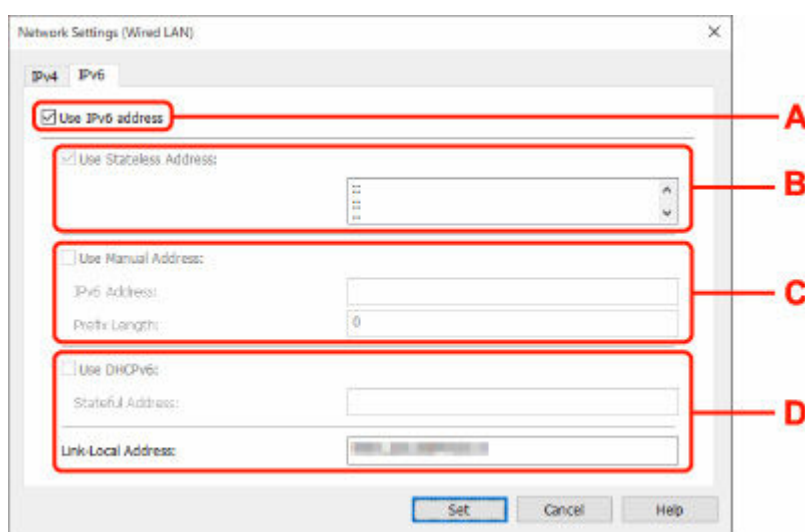 Network Settings (Wired LAN)
IPv4 IPv6
Use IPv6 address
A
Use Stateless Address:
::
::
::
B
Use Manual Address:
IPv6 Address:
Prefix Length: 0
C
Use DHCPv6:
Stateful Address:
D
Link-Local Address:
Set Cancel Help